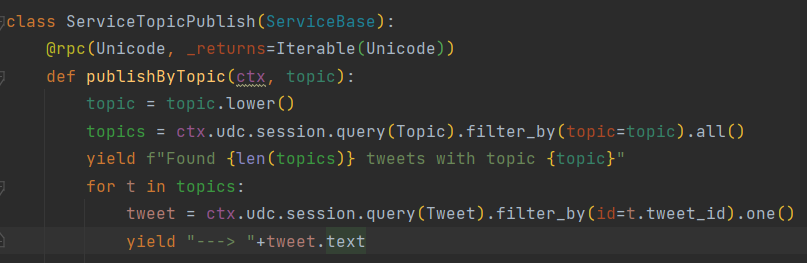 class ServiceTopicPublish(ServiceBase):
    @rpc(Unicode, _returns=Iterable(Unicode))
    def publishByTopic(ctx, topic):
        topic = topic.lower()
        topics = ctx.udc.session.query(Topic).filter_by(topic=topic).all()
        yield f"Found {len(topics)} tweets with topic {topic}"
        for t in topics:
            tweet = ctx.udc.session.query(Tweet).filter_by(id=t.tweet_id).one()
            yield "---> "+tweet.text